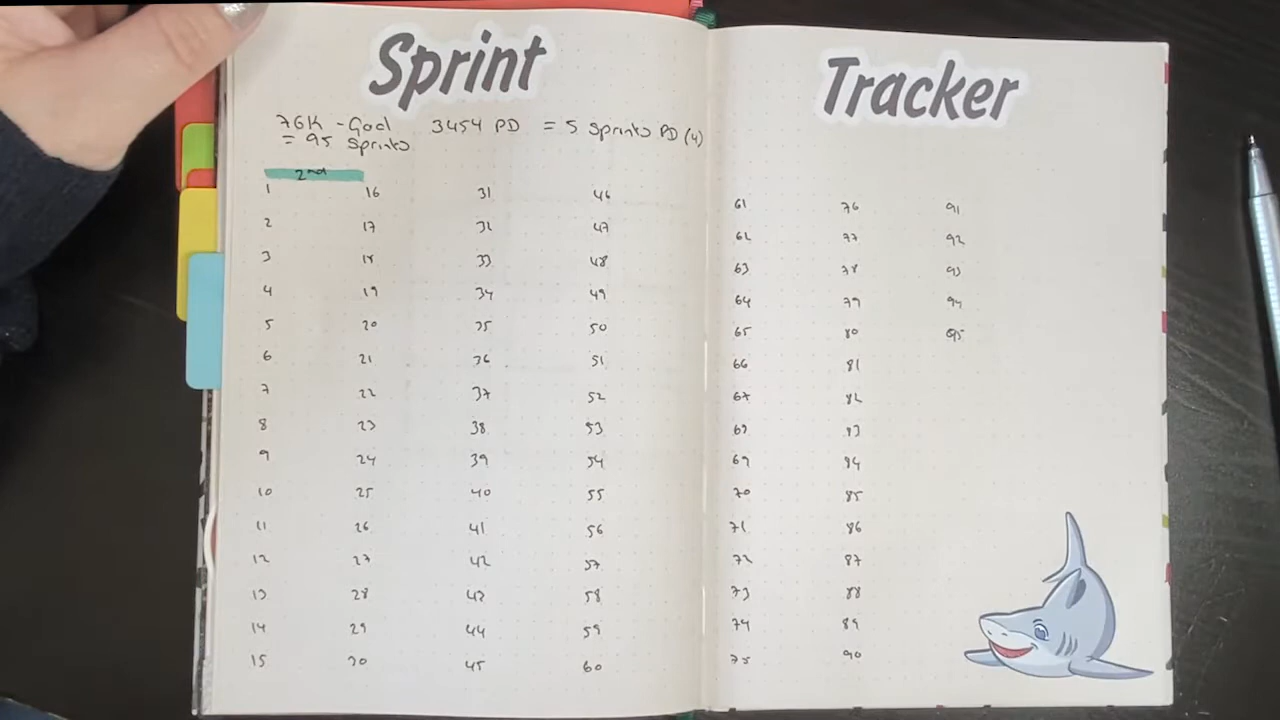 Sprint Tracker
76K - Goal 3454 PD = 5 Sprints PD (4)
= 95 Sprints
2nd
1 16 31 46 61 76 91
2 17 32 47 62 77 92
3 18 33 48 63 78 93
4 19 34 49 64 79 94
5 20 35 50 65 80 95
6 21 36 51 66 81
7 22 37 52 67 82
8 23 38 53 68 83
9 24 39 54 69 84
10 25 40 55 70 85
11 26 41 56 71 86
12 27 42 57 72 87
13 28 43 58 73 88
14 29 44 59 74 89
15 30 45 60 75 90